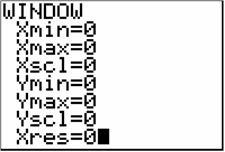 WINDOW
Xmin=0
Xmax=0
Xscl=0
Ymin=0
Ymax=0
Yscl=0
Xres=0